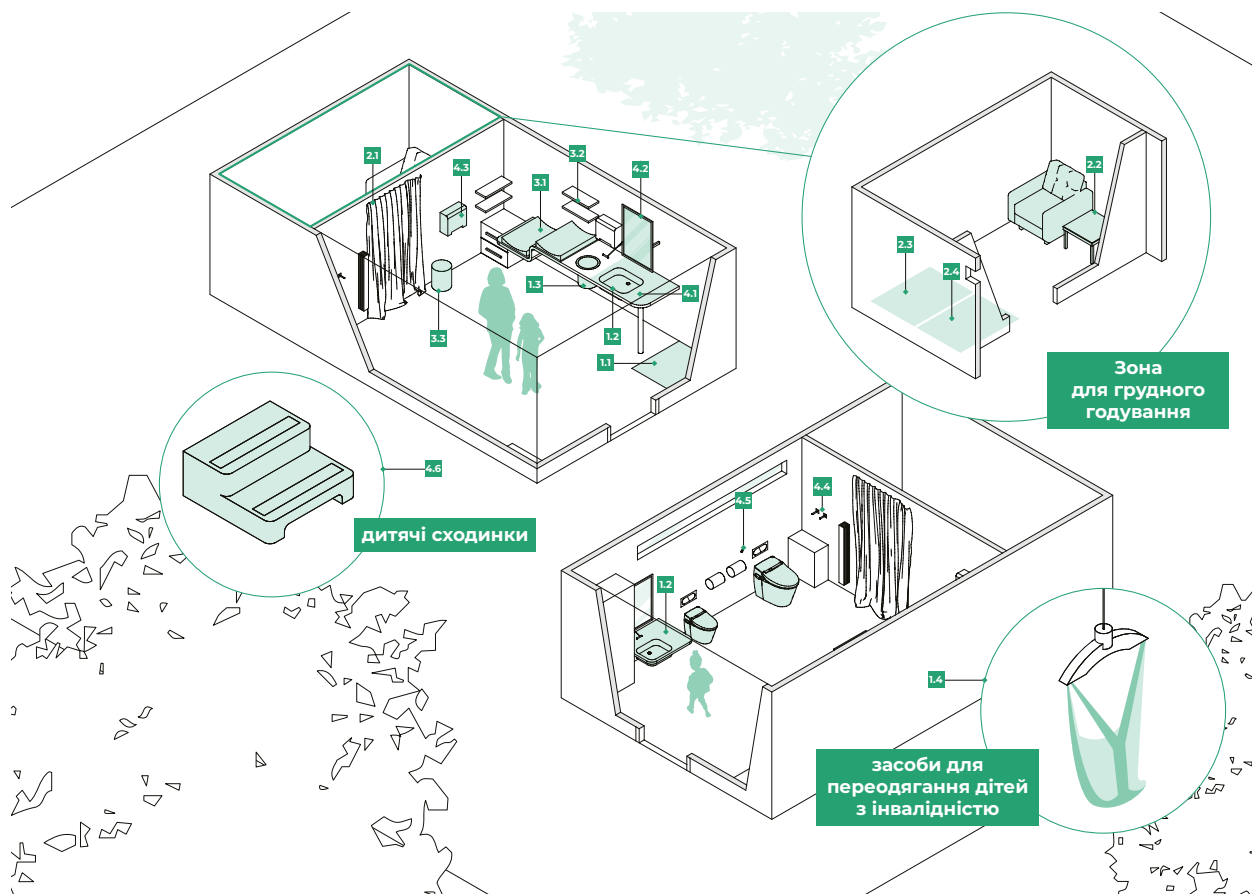 2.1
4.3
3.2
4.2
3.1
2.2
2.3
2.4
1.3
4.1
3.3
1.2
1.1
Зона
для грудного
годування
4.6
дитячі сходинки
4.5
4.4
1.2
1.4
засоби для
переодягання дітей
з інвалідністю